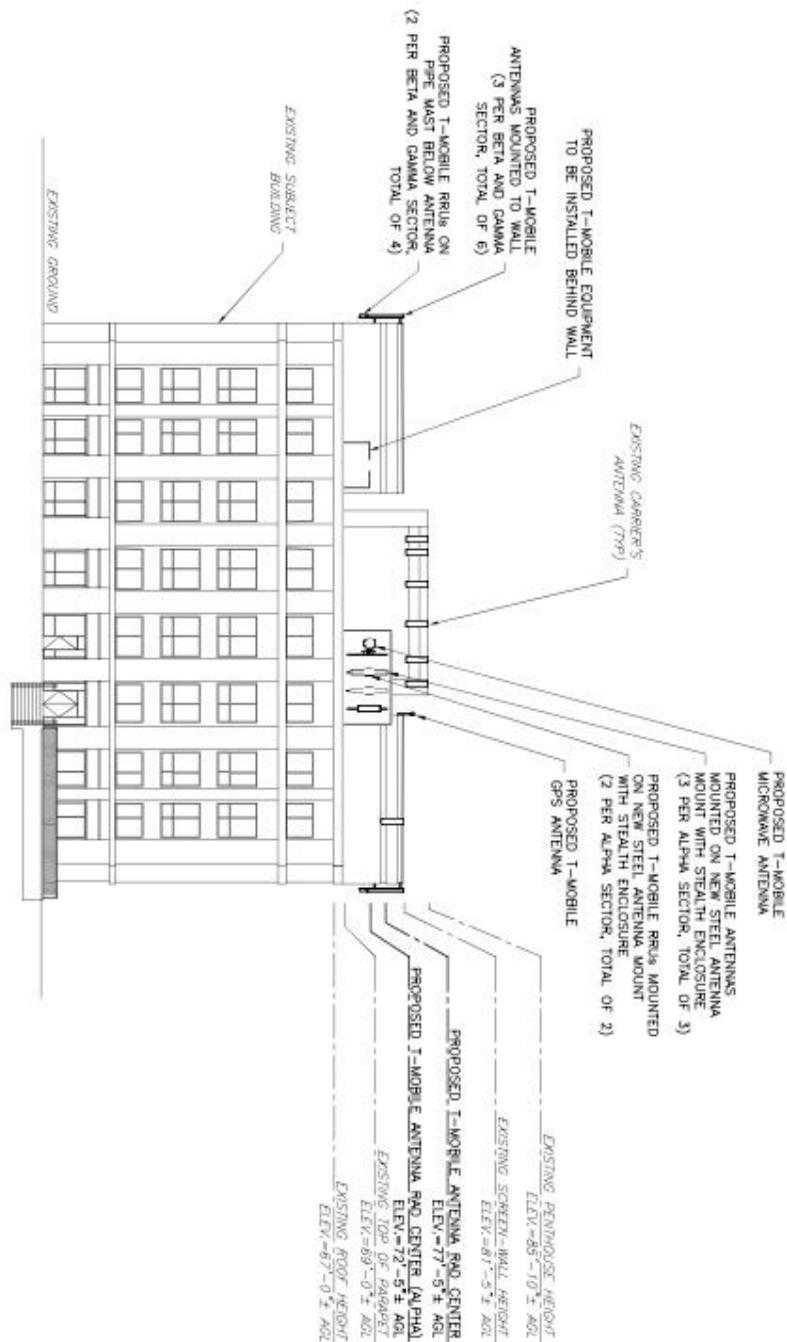 PROPOSED T-MOBILE EQUIPMENT
TO BE INSTALLED BEHIND WALL
PROPOSED T-MOBILE
ANTENNAS MOUNTED TO WALL
(3 PER BETA AND GAMMA
SECTOR, TOTAL OF 6)
PROPOSED T-MOBILE RRUs ON
PIPE MAST BELOW ANTENNA
(2 PER BETA AND GAMMA SECTOR,
TOTAL OF 4)
EXISTING SUBJECT
BUILDING
EXISTING GROUND
EXISTING CARRIER'S
ANTENNA (TYP)
PROPOSED T-MOBILE
MICROWAVE ANTENNA
PROPOSED T-MOBILE ANTENNAS
MOUNTED ON NEW STEEL ANTENNA
MOUNT WITH STEALTH ENCLOSURE
(3 PER ALPHA SECTOR, TOTAL OF 3)
PROPOSED T-MOBILE RRUs MOUNTED
ON NEW STEEL ANTENNA MOUNT
WITH STEALTH ENCLOSURE
(2 PER ALPHA SECTOR, TOTAL OF 2)
PROPOSED T-MOBILE
GPS ANTENNA
EXISTING PENTHOUSE HEIGHT
ELEV.=85'-10"± AGL
EXISTING SCREEN-WALL HEIGHT
ELEV.=81'-5"± AGL
PROPOSED T-MOBILE ANTENNA RAD CENTER
ELEV.=77'-5"± AGL
PROPOSED T-MOBILE ANTENNA RAD CENTER (ALPHA)
ELEV.=72'-5"± AGL
EXISTING TOP OF PARAPET
ELEV.=69'-0"± AGL
EXISTING ROOF HEIGHT
ELEV.=67'-0"± AGL